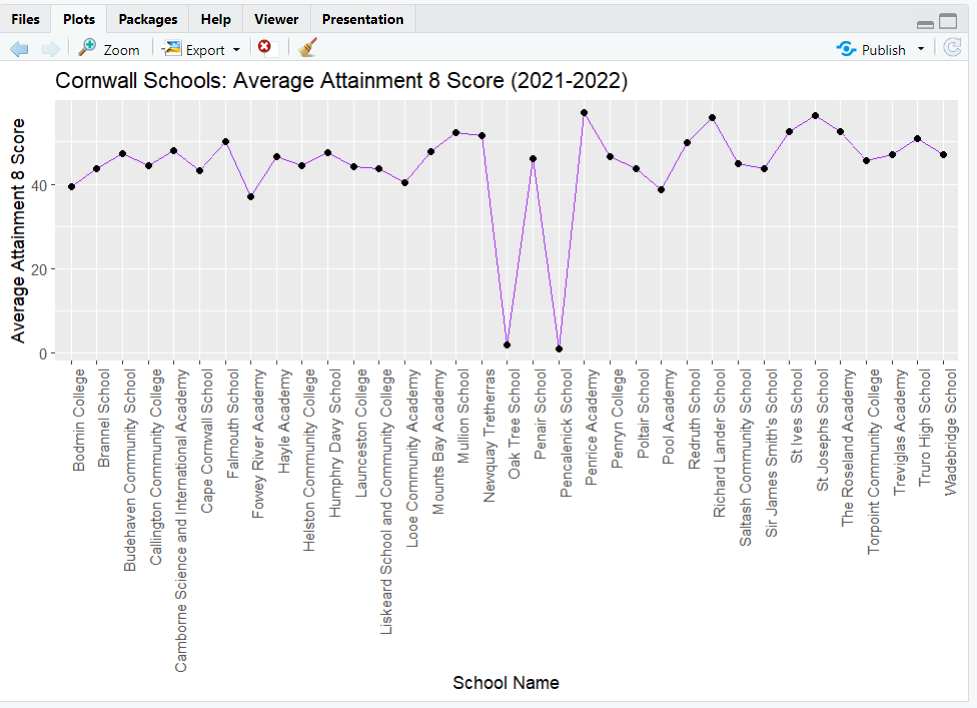 Files Plots Packages Help Viewer Presentation
Zoom Export Publish
Cornwall Schools: Average Attainment 8 Score (2021-2022)
Average Attainment 8 Score
40
20
0
Bodmin College
Brannel School
Budehaven Community School
Callington Community College
Camborne Science and International Academy
Cape Cornwall School
Falmouth School
Fowey River Academy
Hayle Academy
Helston Community College
Humphry Davy School
Launceston College
Liskeard School and Community College
Looe Community Academy
Mounts Bay Academy
Mullion School
Newquay Tretherras
Oak Tree School
Penair School
Pencalenick School
Penrice Academy
Penryn College
Poltair School
Pool Academy
Redruth School
Richard Lander School
Saltash Community School
Sir James Smith's School
St Ives School
St Josephs School
The Roseland Academy
Torpoint Community College
Treviglas Academy
Truro High School
Wadebridge School
School Name